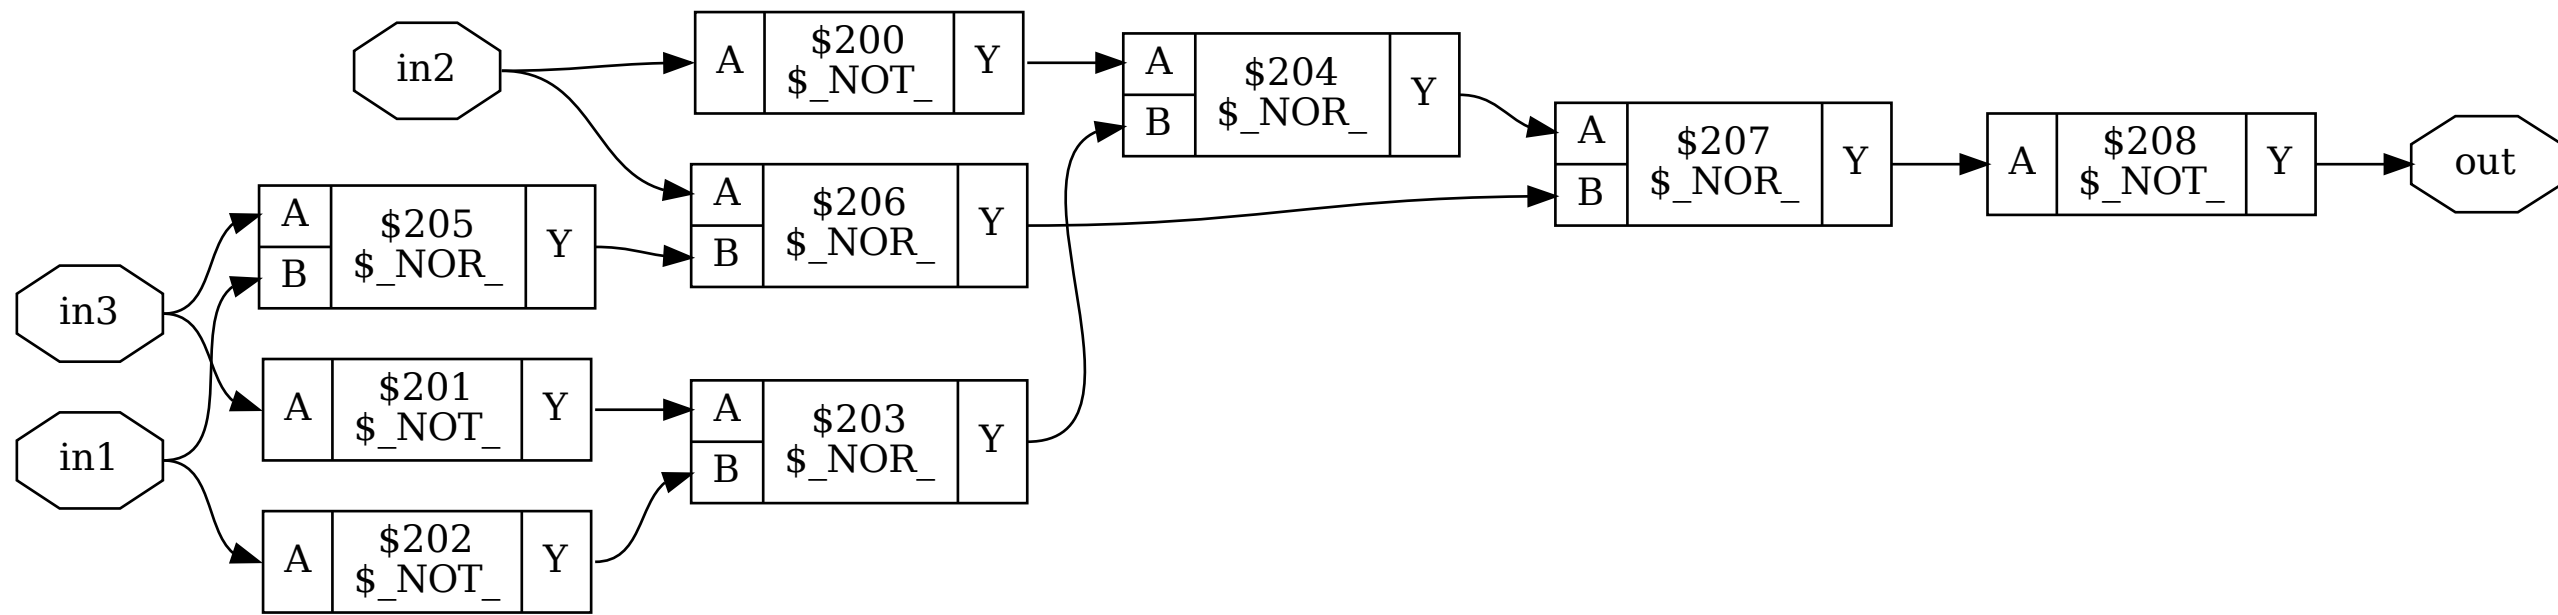 in2
A
$200
$_NOT_
Y
A
B
$204
$_NOR_
Y
A
B
$207
$_NOR_
Y
A
$208
$_NOT_
Y
out
A
B
$206
$_NOR_
Y
A
B
$205
$_NOR_
Y
in3
A
$201
$_NOT_
Y
A
B
$203
$_NOR_
Y
in1
A
$202
$_NOT_
Y